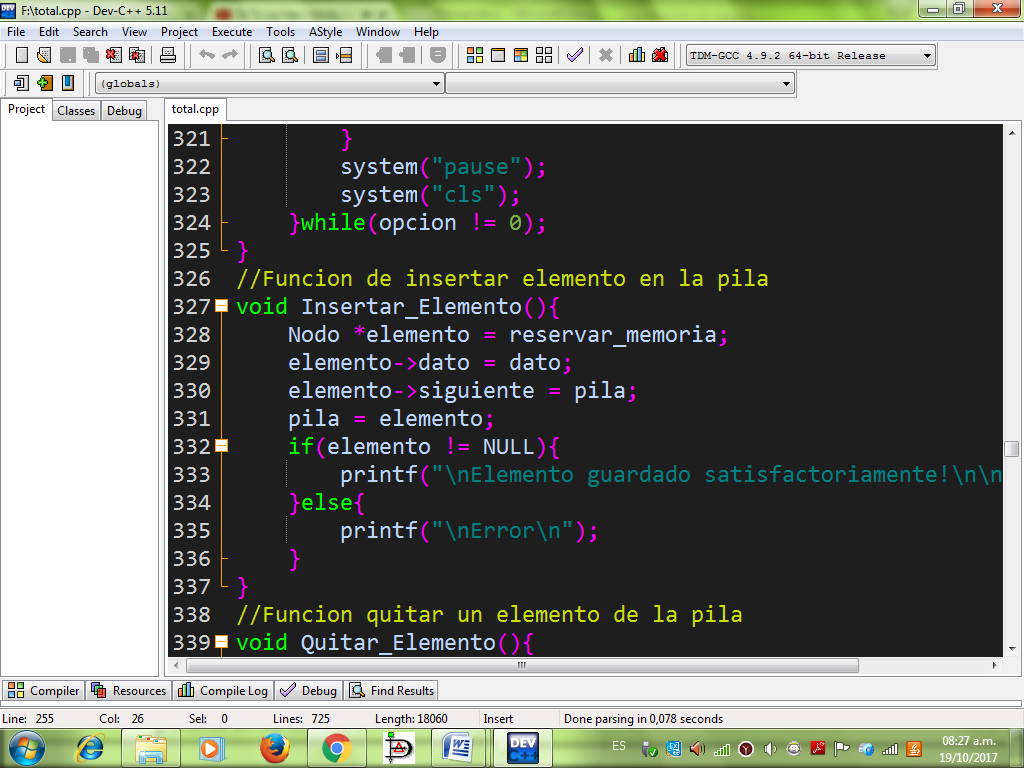 F:\total.cpp - Dev-C++ 5.11
File Edit Search View Project Execute Tools AStyle Window Help
TDM-GCC 4.9.2 64-bit Release
(globals)
Project Classes Debug total.cpp
321 }
322 system("pause");
323 system("cls");
324 }while(opcion != 0);
325 }
326 //Funcion de insertar elemento en la pila
327 void Insertar_Elemento(){
328 Nodo *elemento = reservar_memoria;
329 elemento->dato = dato;
330 elemento->siguiente = pila;
331 pila = elemento;
332 if(elemento != NULL){
333 printf("\nElemento guardado satisfactoriamente!\n\n
334 }else{
335 printf("\nError\n");
336 }
337 }
338 //Funcion quitar un elemento de la pila
339 void Quitar_Elemento(){
Compiler Resources Compile Log Debug Find Results
Line: 255 Col: 26 Sel: 0 Lines: 725 Length: 18060 Insert Done parsing in 0,078 seconds
DEV C++
ES
08:27 a.m.
19/10/2017